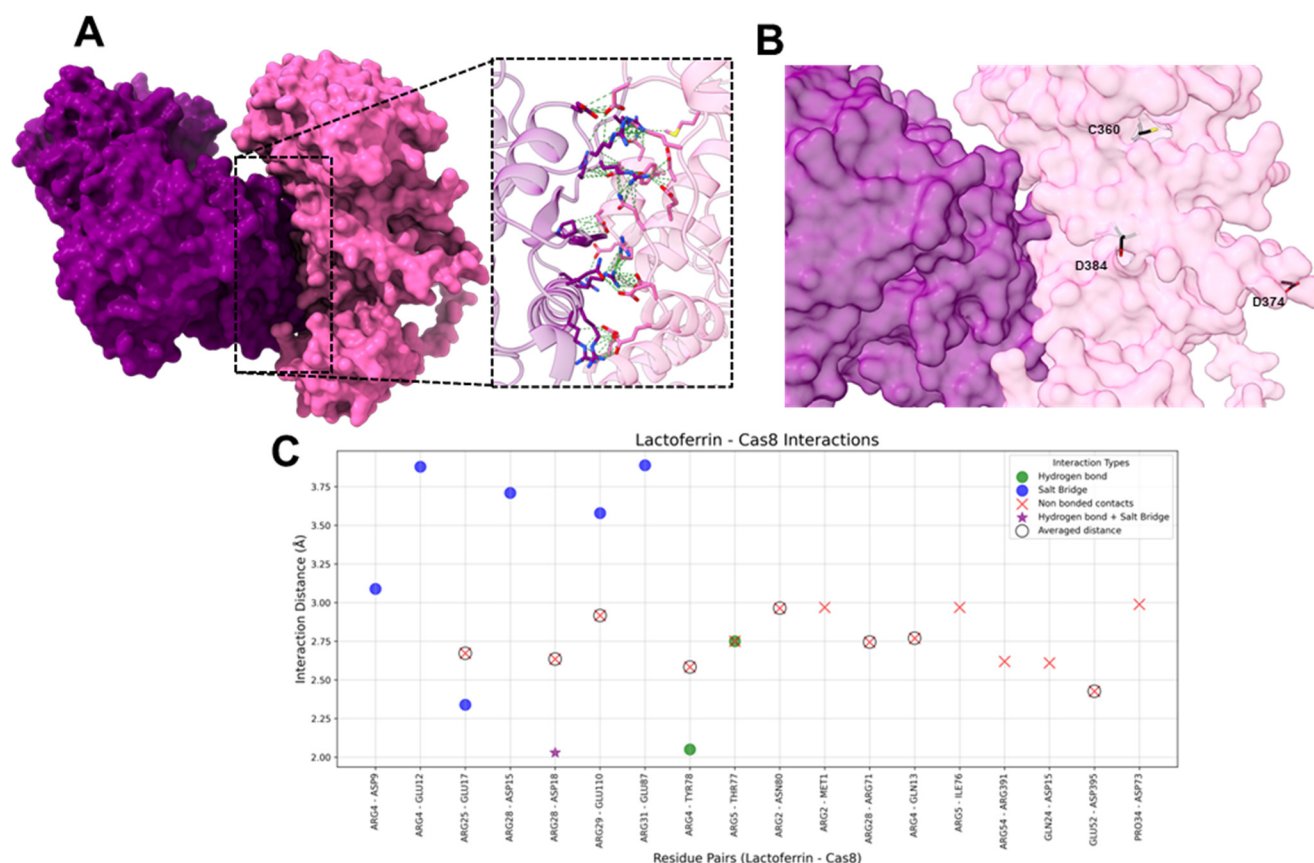 A
B
C360
D384
D374
C
Lactoferrin - Cas8 Interactions
Interaction Types
Hydrogen bond
Salt Bridge
Non bonded contacts
Hydrogen bond + Salt Bridge
Averaged distance
Interaction Distance (Å)
3.75
3.50
3.25
3.00
2.75
2.50
2.25
2.00
ARG4 - ASP9
ARG4 - GLU12
ARG25 - GLU17
ARG28 - ASP15
ARG28 - ASP18
ARG29 - GLU110
ARG31 - GLU87
ARG4 - TYR78
ARG5 - THR77
ARG2 - ASN80
ARG2 - MET1
ARG28 - ARG71
ARG4 - GLN13
ARG5 - ILE76
ARG54 - ARG391
GLN24 - ASP15
GLU52 - ASP395
PRO34 - ASP73
Residue Pairs (Lactoferrin - Cas8)